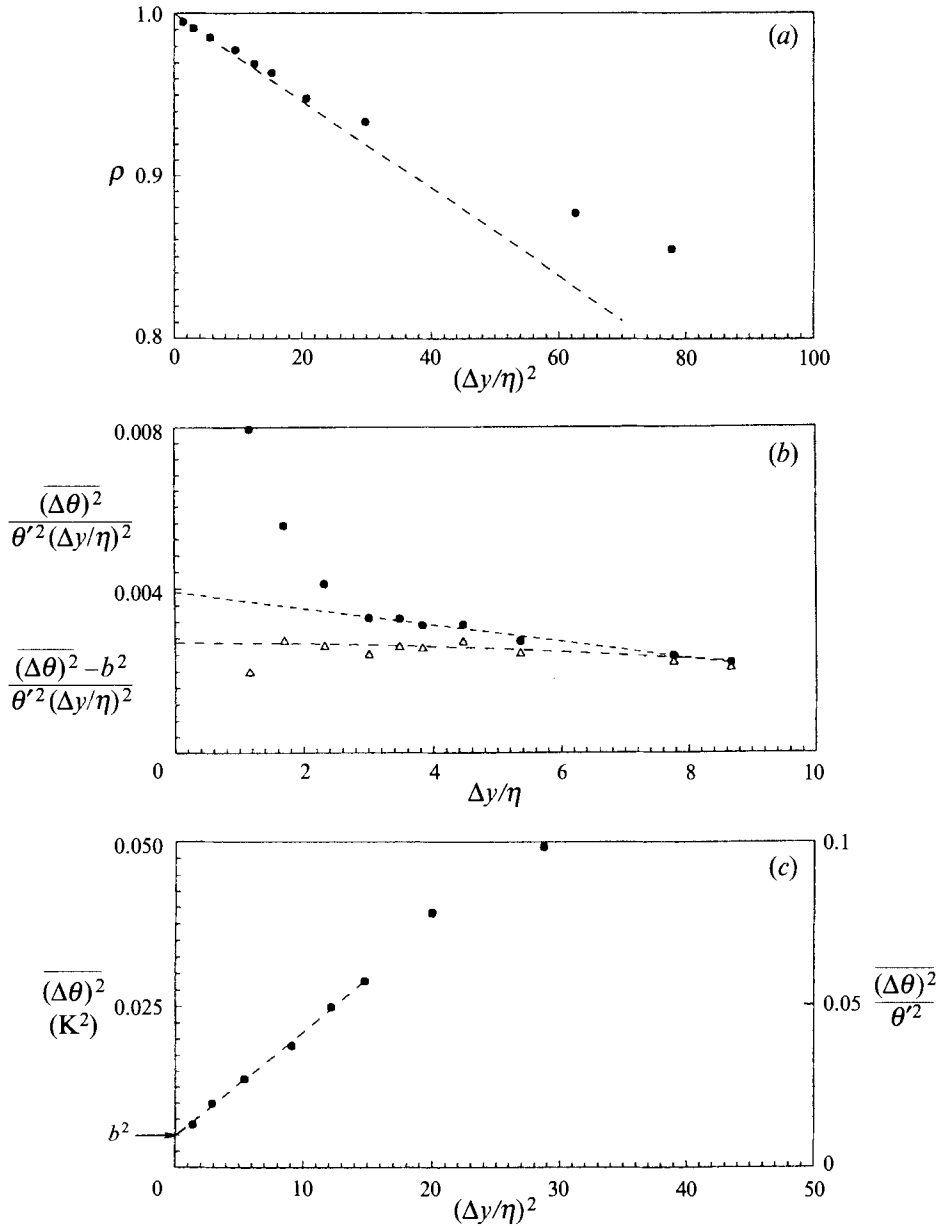 1.0
(a)
ρ
0.9
0.8
0 20 40 60 80 100
(Δy/η)²
0.008
(b)
(Δθ)²
θ′²(Δy/η)²
0.004
(Δθ)² – b²
θ′²(Δy/η)²
0 2 4 6 8 10
Δy/η
0.050 0.1
(c)
(Δθ)²
(K²)
0.025 0.05
(Δθ)²
θ′²
b²
0
0 10 20 30 40 50
(Δy/η)²